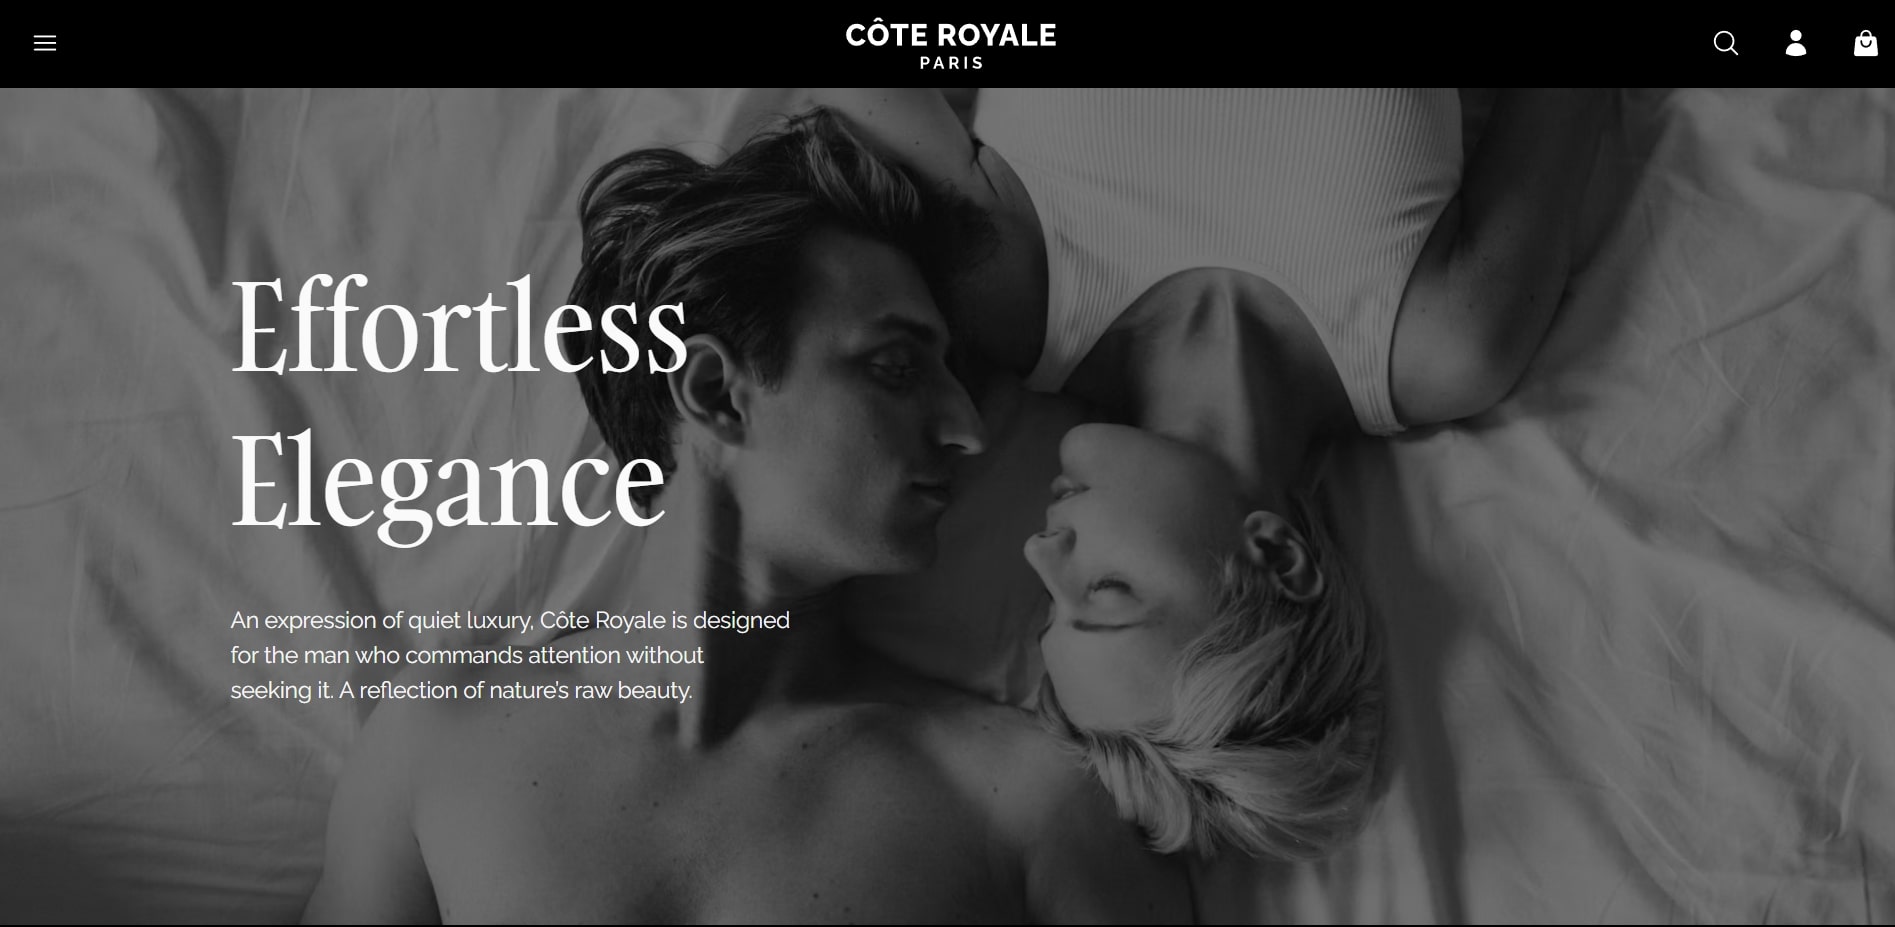 CÔTE ROYALE
PARIS
Effortless
Elegance
An expression of quiet luxury, Côte Royale is designed
for the man who commands attention without
seeking it. A reflection of nature’s raw beauty.